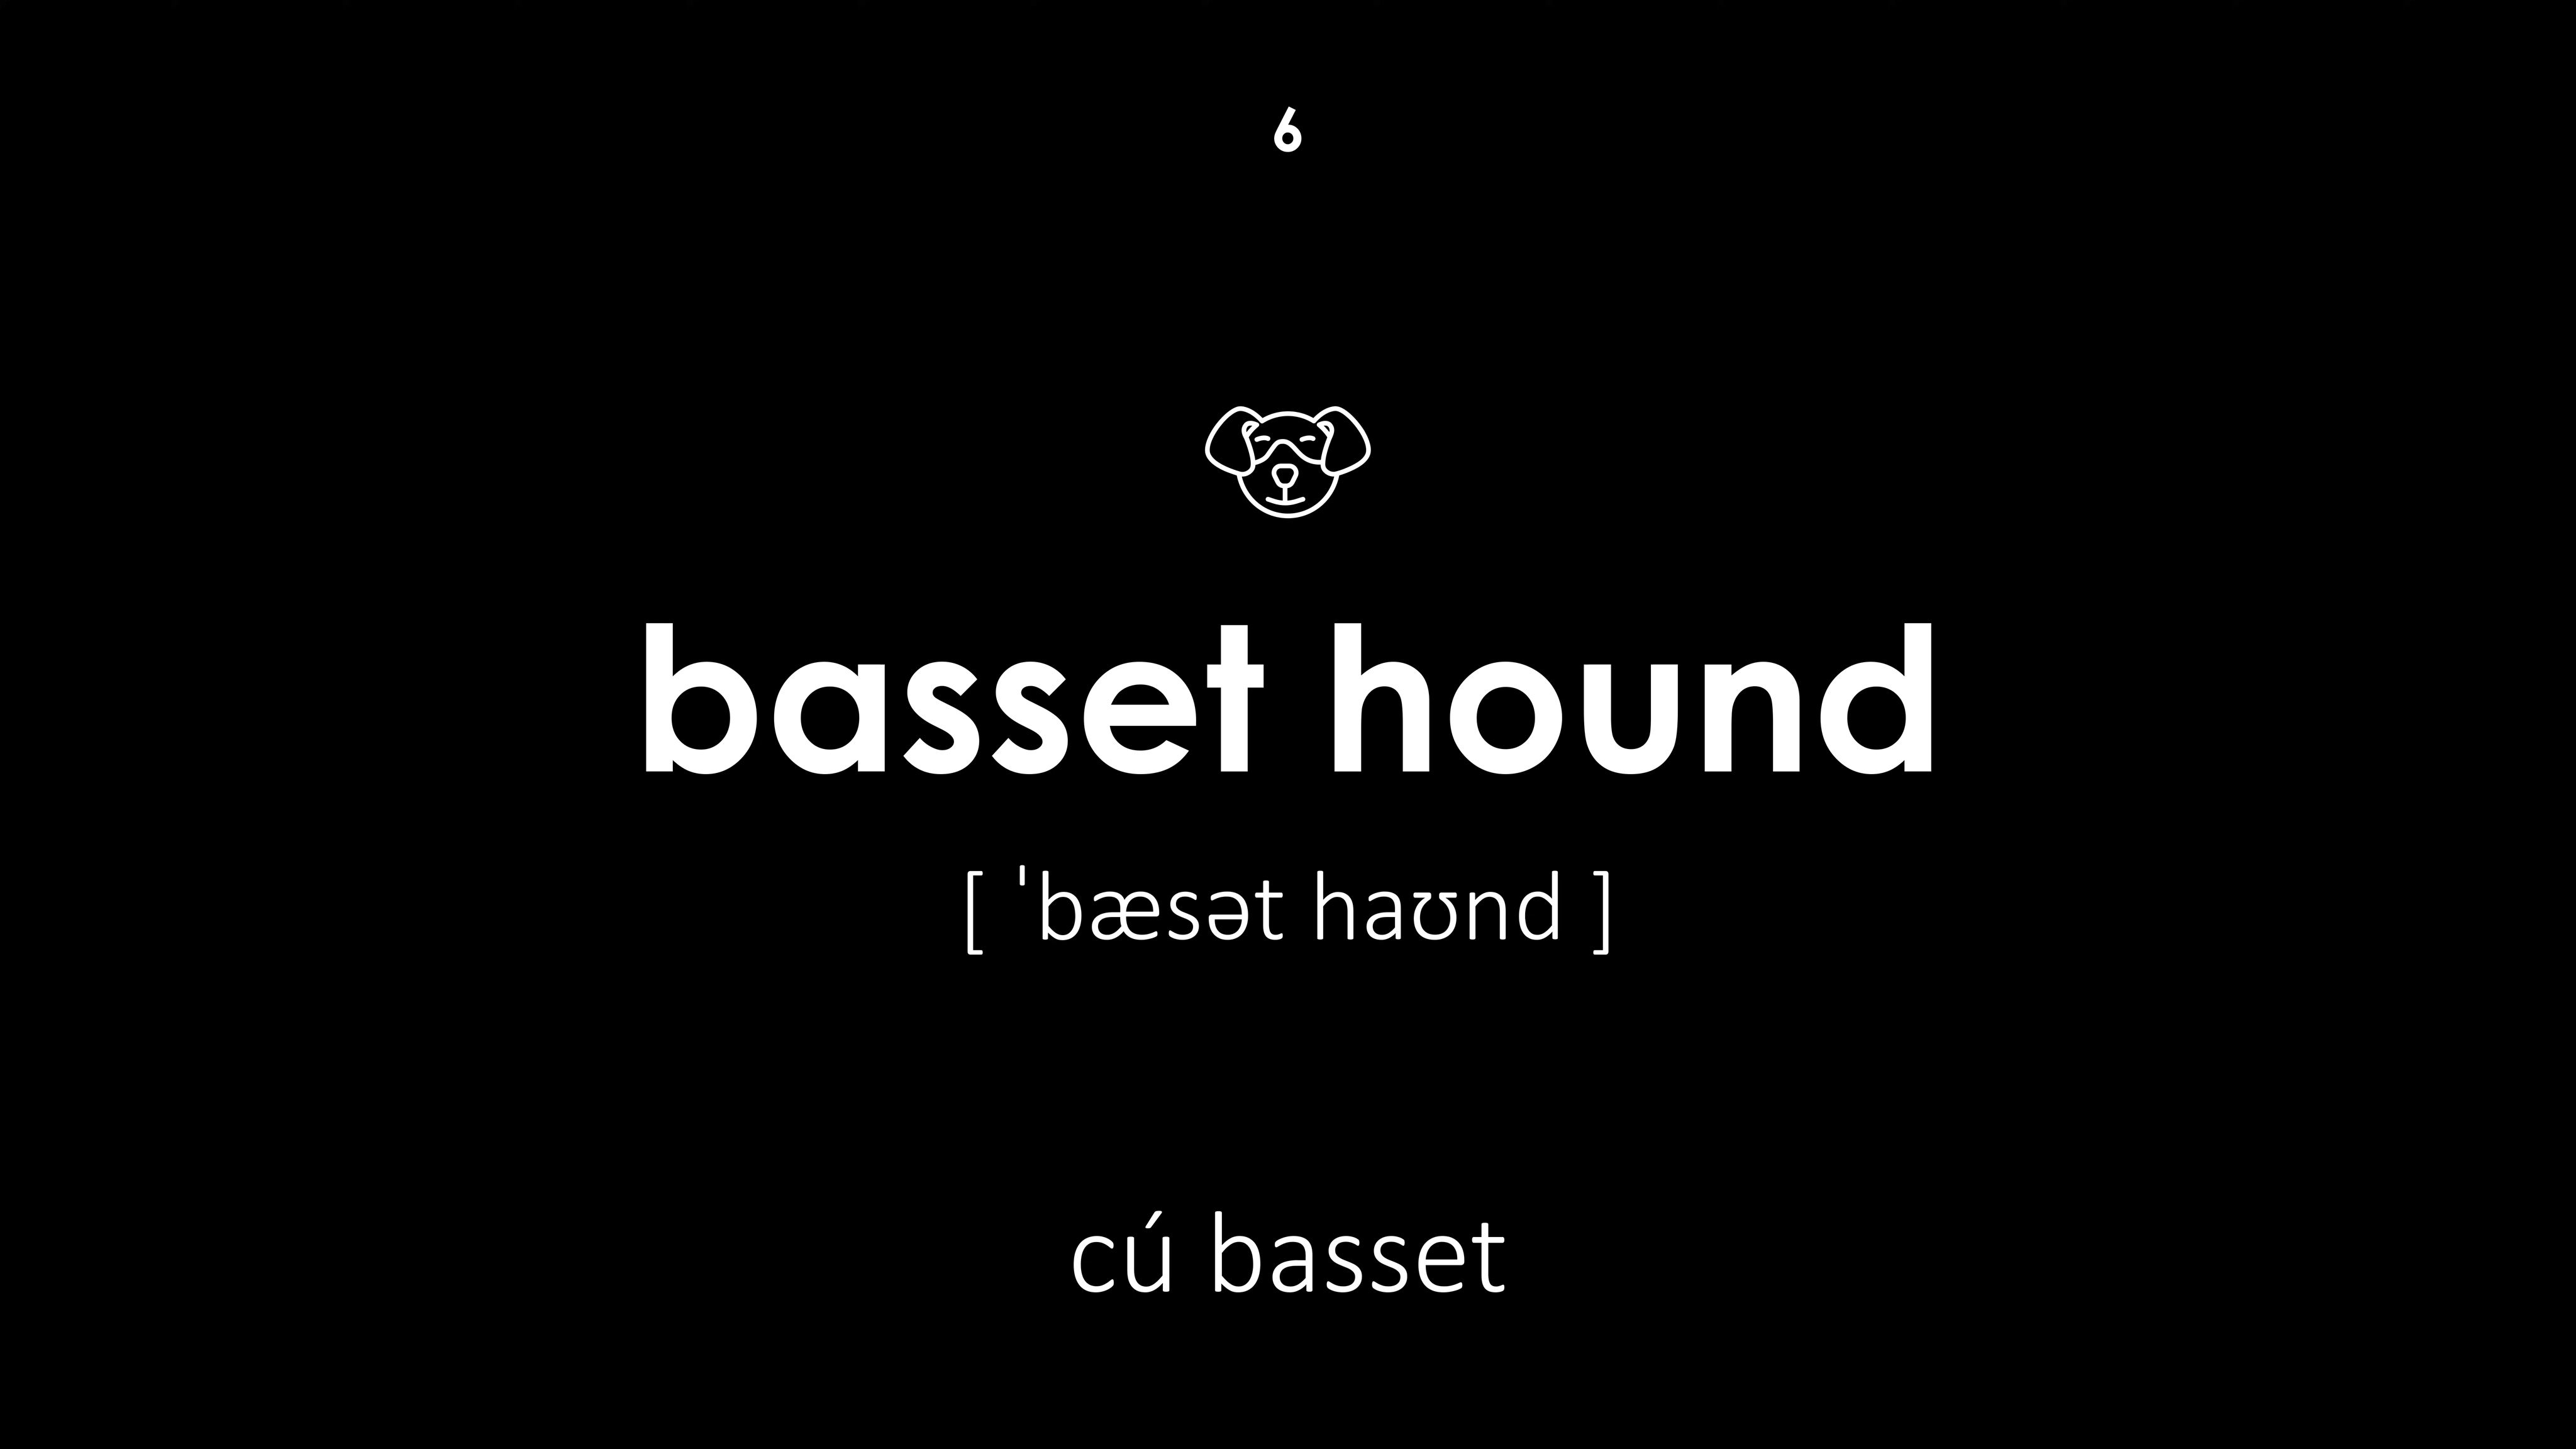 6
basset hound
[ ˈbæsət haʊnd ]
cú basset